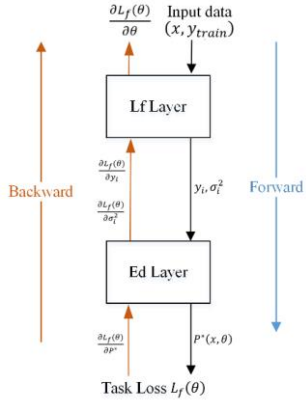 ∂L_f(θ)/∂θ
Input data
(x, y_train)
Lf Layer
∂L_f(θ)/∂y_i
∂L_f(θ)/∂σ_i^2
y_i, σ_i^2
Backward
Forward
Ed Layer
∂L_f(θ)/∂P*
P*(x, θ)
Task Loss L_f(θ)